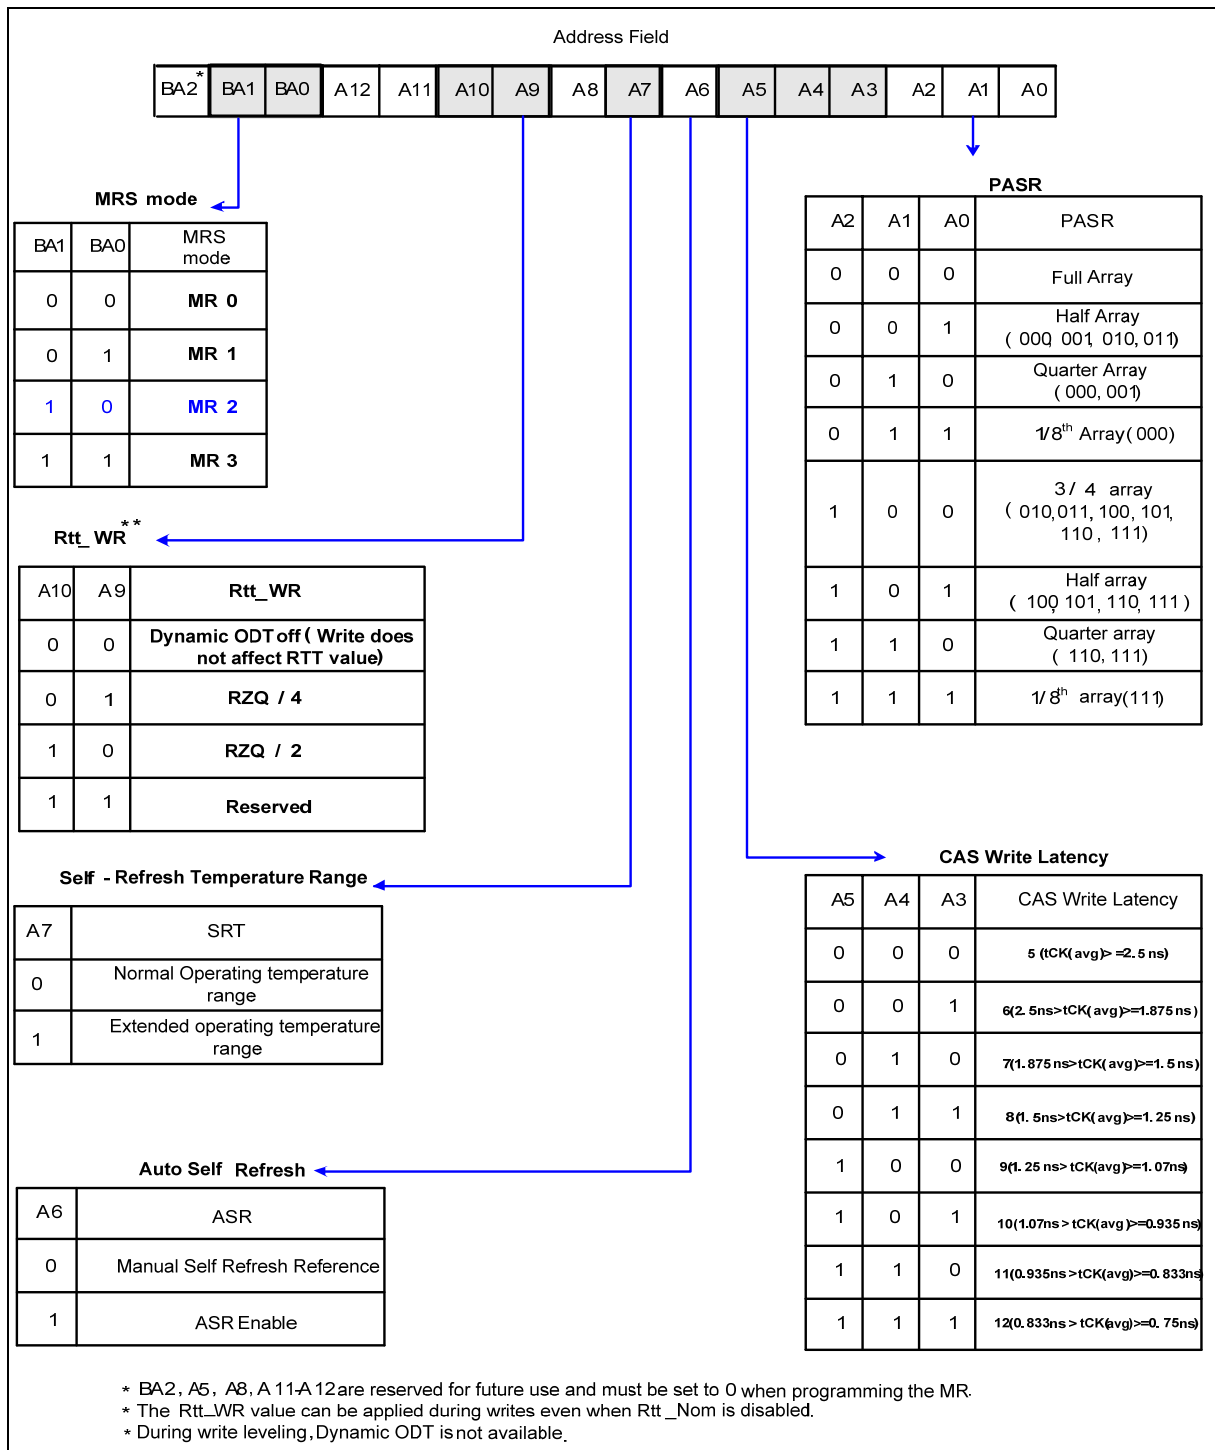 Address Field
BA2* BA1 BA0 A12 A11 A10 A9 A8 A7 A6 A5 A4 A3 A2 A1 A0
MRS mode
BA1 BA0 MRS mode
0 0 MR 0
0 1 MR 1
1 0 MR 2
1 1 MR 3
Rtt_WR**
A10 A9 Rtt_WR
0 0 Dynamic ODT off ( Write does not affect RTT value)
0 1 RZQ / 4
1 0 RZQ / 2
1 1 Reserved
Self - Refresh Temperature Range
A7 SRT
0 Normal Operating temperature range
1 Extended operating temperature range
Auto Self Refresh
A6 ASR
0 Manual Self Refresh Reference
1 ASR Enable
PASR
A2 A1 A0 PASR
0 0 0 Full Array
0 0 1 Half Array ( 000, 001, 010, 011)
0 1 0 Quarter Array ( 000, 001)
0 1 1 1/8th Array ( 000)
1 0 0 3/ 4 array ( 010, 011, 100, 101, 110 , 111)
1 0 1 Half array ( 100, 101, 110, 111)
1 1 0 Quarter array ( 110, 111)
1 1 1 1/8th array(111)
CAS Write Latency
A5 A4 A3 CAS Write Latency
0 0 0 5 (tCK(avg)> =2.5 ns)
0 0 1 6(2.5ns>tCK(avg)>=1.875ns)
0 1 0 7(1.875ns>tCK(avg)>=1.5 ns)
0 1 1 8(1.5ns>tCK(avg)>=1.25 ns)
1 0 0 9(1.25 ns> tCK(avg)>=1.07ns)
1 0 1 10(1.07ns> tCK(avg)>=0.935 ns)
1 1 0 11(0.935ns >tCK(avg)>=0.833ns)
1 1 1 12(0.833ns > tCK(avg)>=0.75ns)
* BA2, A5, A8, A11-A12 are reserved for future use and must be set to 0 when programming the MR.
* The Rtt_WR value can be applied during writes even when Rtt_Nom is disabled.
* During write leveling, Dynamic ODT is not available.